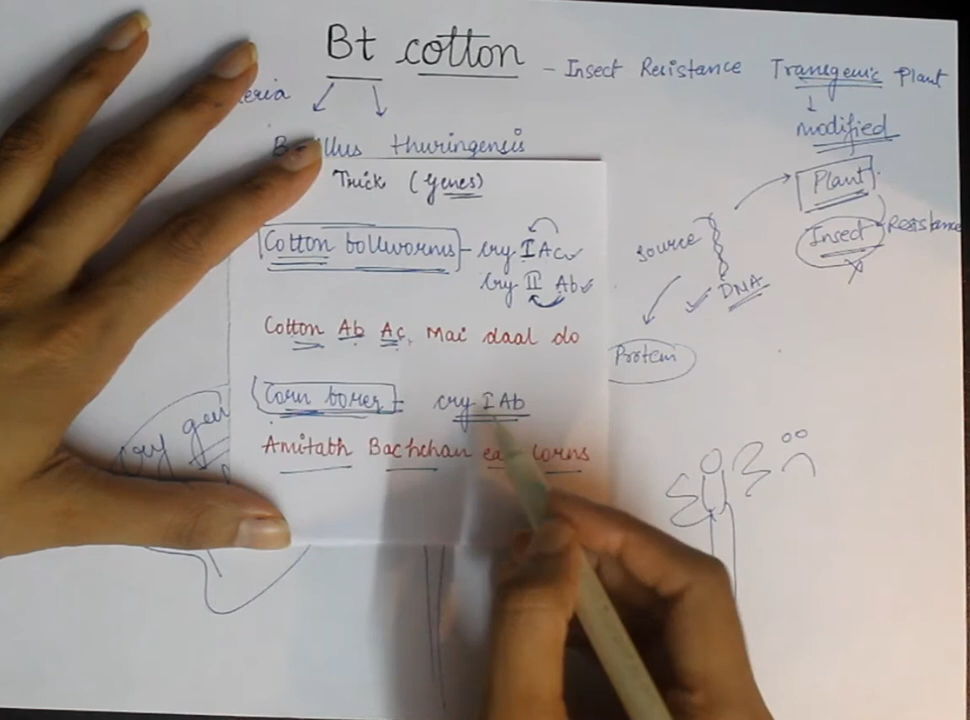 Bt cotton - Insect Resistance Transgenic Plant
modified
thuringensis
Trick (genes)
Cotton bollworms - cry I Ac
cry II Ab
Cotton Ab Ac, Mai daal do
Corn borer - cry I Ab
Amitabh Bachchan corns
Plant
Insect Resistance
source
DNA
Protein